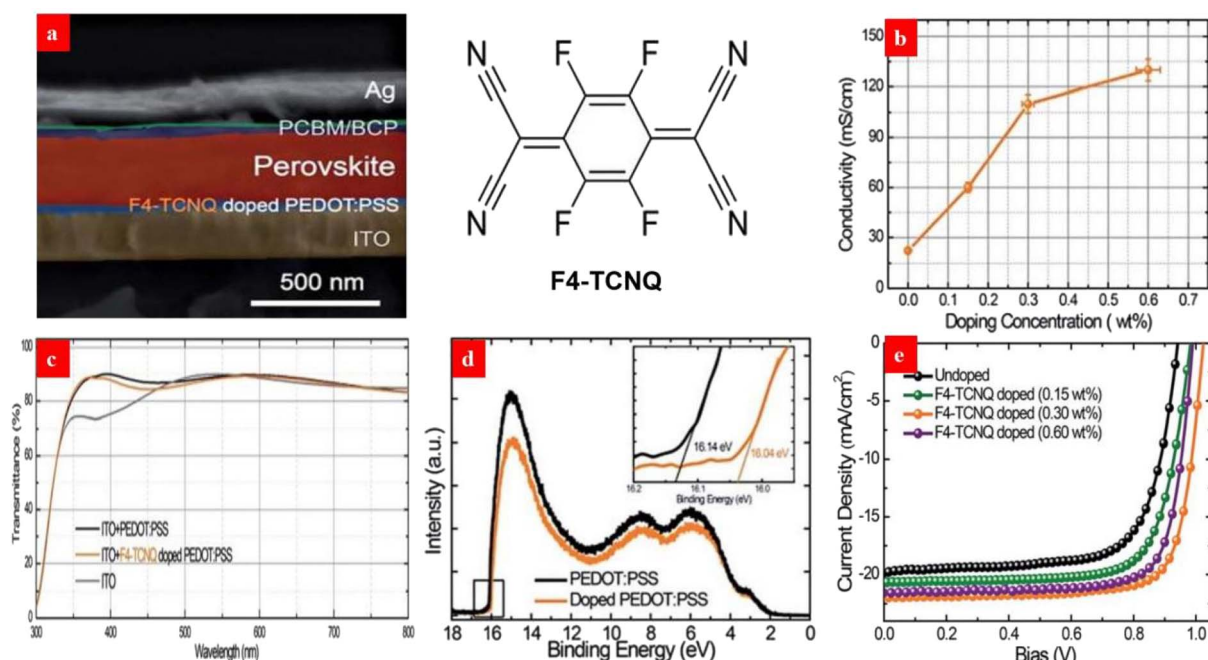 a
Ag
PCBM/BCP
Perovskite
F4-TCNQ doped PEDOT:PSS
ITO
500 nm
N
F
F
N
N
F
F
N
F4-TCNQ
b
Conductivity (mS/cm)
150
120
90
60
30
0
0.0 0.1 0.2 0.3 0.4 0.5 0.6 0.7
Doping Concentration ( wt%)
c
Transmittance (%)
100
80
60
40
20
0
ITO+PEDOT:PSS
ITO+F4-TCNQ doped PEDOT:PSS
ITO
300 400 500 600 700 800
Wavelength (nm)
d
Intensity (a.u.)
16.14 eV
16.04 eV
16.2 16.1 16.0
Binding Energy (eV)
PEDOT:PSS
Doped PEDOT:PSS
18 16 14 12 10 8 6 4 2 0
Binding Energy (eV)
e
Current Density (mA/cm²)
0
-5
-10
-15
-20
Undoped
F4-TCNQ doped (0.15 wt%)
F4-TCNQ doped (0.30 wt%)
F4-TCNQ doped (0.60 wt%)
0.0 0.2 0.4 0.6 0.8 1.0
Bias (V)